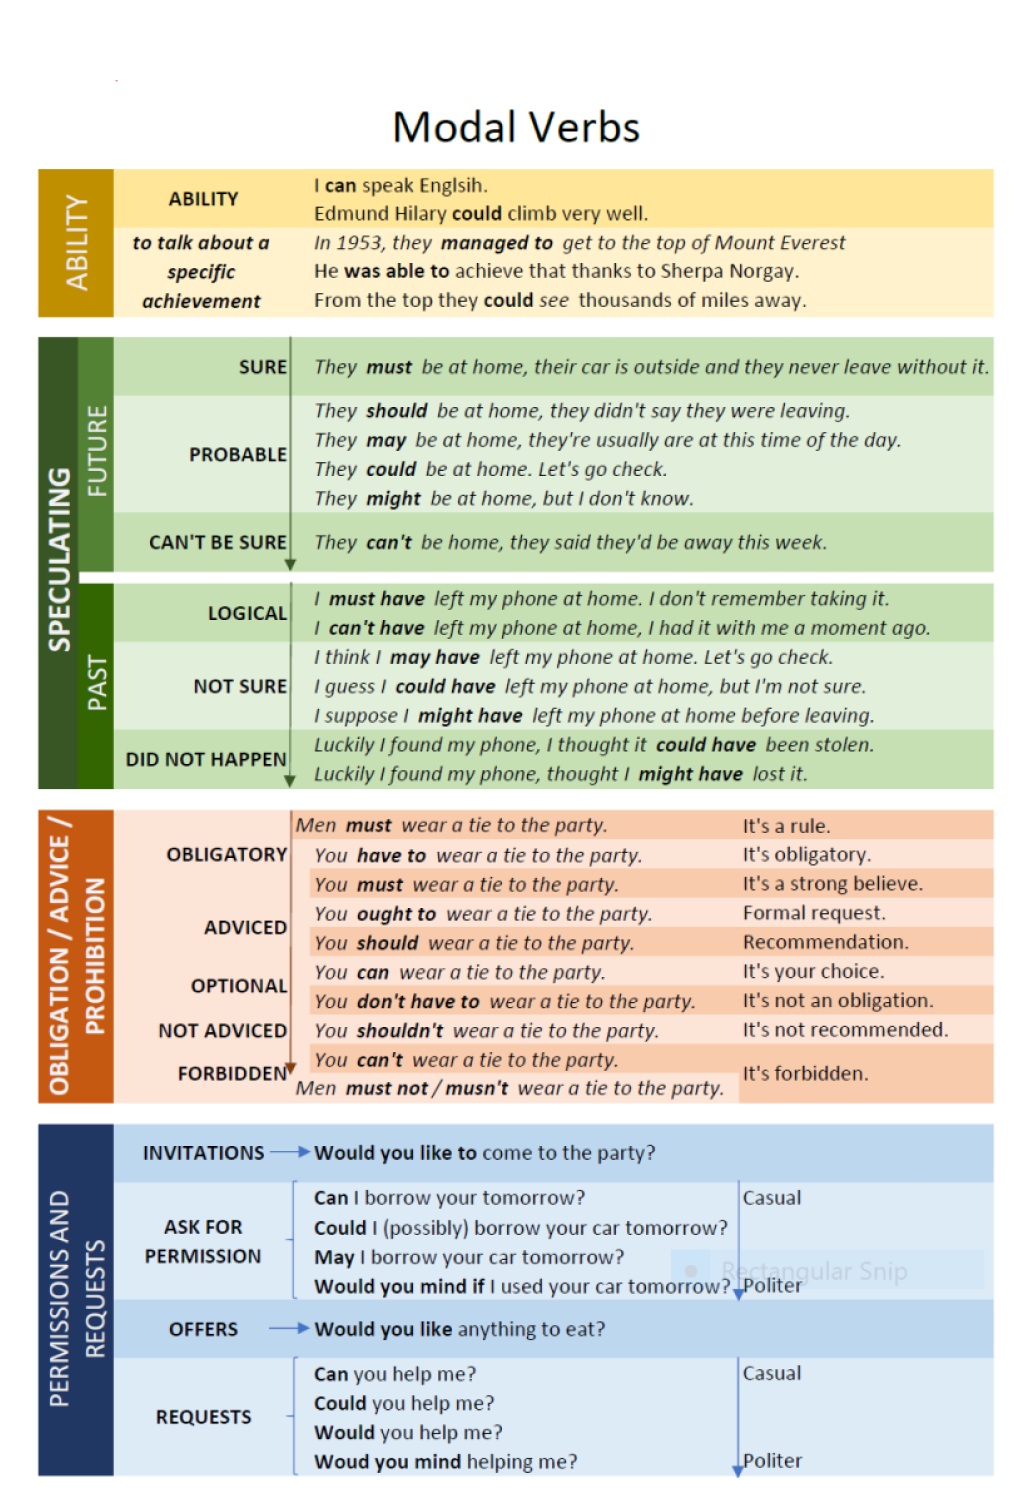 Modal Verbs
ABILITY
ABILITY
I can speak Englsih.
Edmund Hilary could climb very well.
to talk about a
specific
achievement
In 1953, they managed to get to the top of Mount Everest
He was able to achieve that thanks to Sherpa Norgay.
From the top they could see thousands of miles away.
SPECULATING
FUTURE
SURE
They must be at home, their car is outside and they never leave without it.
PROBABLE
They should be at home, they didn't say they were leaving.
They may be at home, they're usually are at this time of the day.
They could be at home. Let's go check.
They might be at home, but I don't know.
CAN'T BE SURE
They can't be home, they said they'd be away this week.
PAST
LOGICAL
I must have left my phone at home. I don't remember taking it.
I can't have left my phone at home, I had it with me a moment ago.
NOT SURE
I think I may have left my phone at home. Let's go check.
I guess I could have left my phone at home, but I'm not sure.
I suppose I might have left my phone at home before leaving.
DID NOT HAPPEN
Luckily I found my phone, I thought it could have been stolen.
Luckily I found my phone, thought I might have lost it.
OBLIGATION / ADVICE /
PROHIBITION
OBLIGATORY
Men must wear a tie to the party. It's a rule.
You have to wear a tie to the party. It's obligatory.
You must wear a tie to the party. It's a strong believe.
ADVICED
You ought to wear a tie to the party. Formal request.
You should wear a tie to the party. Recommendation.
OPTIONAL
You can wear a tie to the party. It's your choice.
You don't have to wear a tie to the party. It's not an obligation.
NOT ADVICED
You shouldn't wear a tie to the party. It's not recommended.
FORBIDDEN
You can't wear a tie to the party.
Men must not / musn't wear a tie to the party.
It's forbidden.
PERMISSIONS AND
REQUESTS
INVITATIONS
Would you like to come to the party?
ASK FOR
PERMISSION
Can I borrow your tomorrow? Casual
Could I (possibly) borrow your car tomorrow?
May I borrow your car tomorrow?
Rectangular Snip
Would you mind if I used your car tomorrow? Politer
OFFERS
Would you like anything to eat?
REQUESTS
Can you help me? Casual
Could you help me?
Would you help me?
Woud you mind helping me? Politer